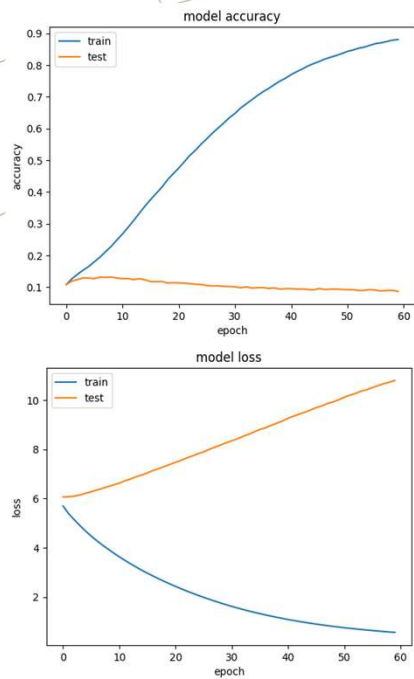 model accuracy
train
test
0.9
0.8
0.7
0.6
0.5
0.4
0.3
0.2
0.1
accuracy
0 10 20 30 40 50 60
epoch
model loss
train
test
10
8
6
4
2
loss
0 10 20 30 40 50 60
epoch